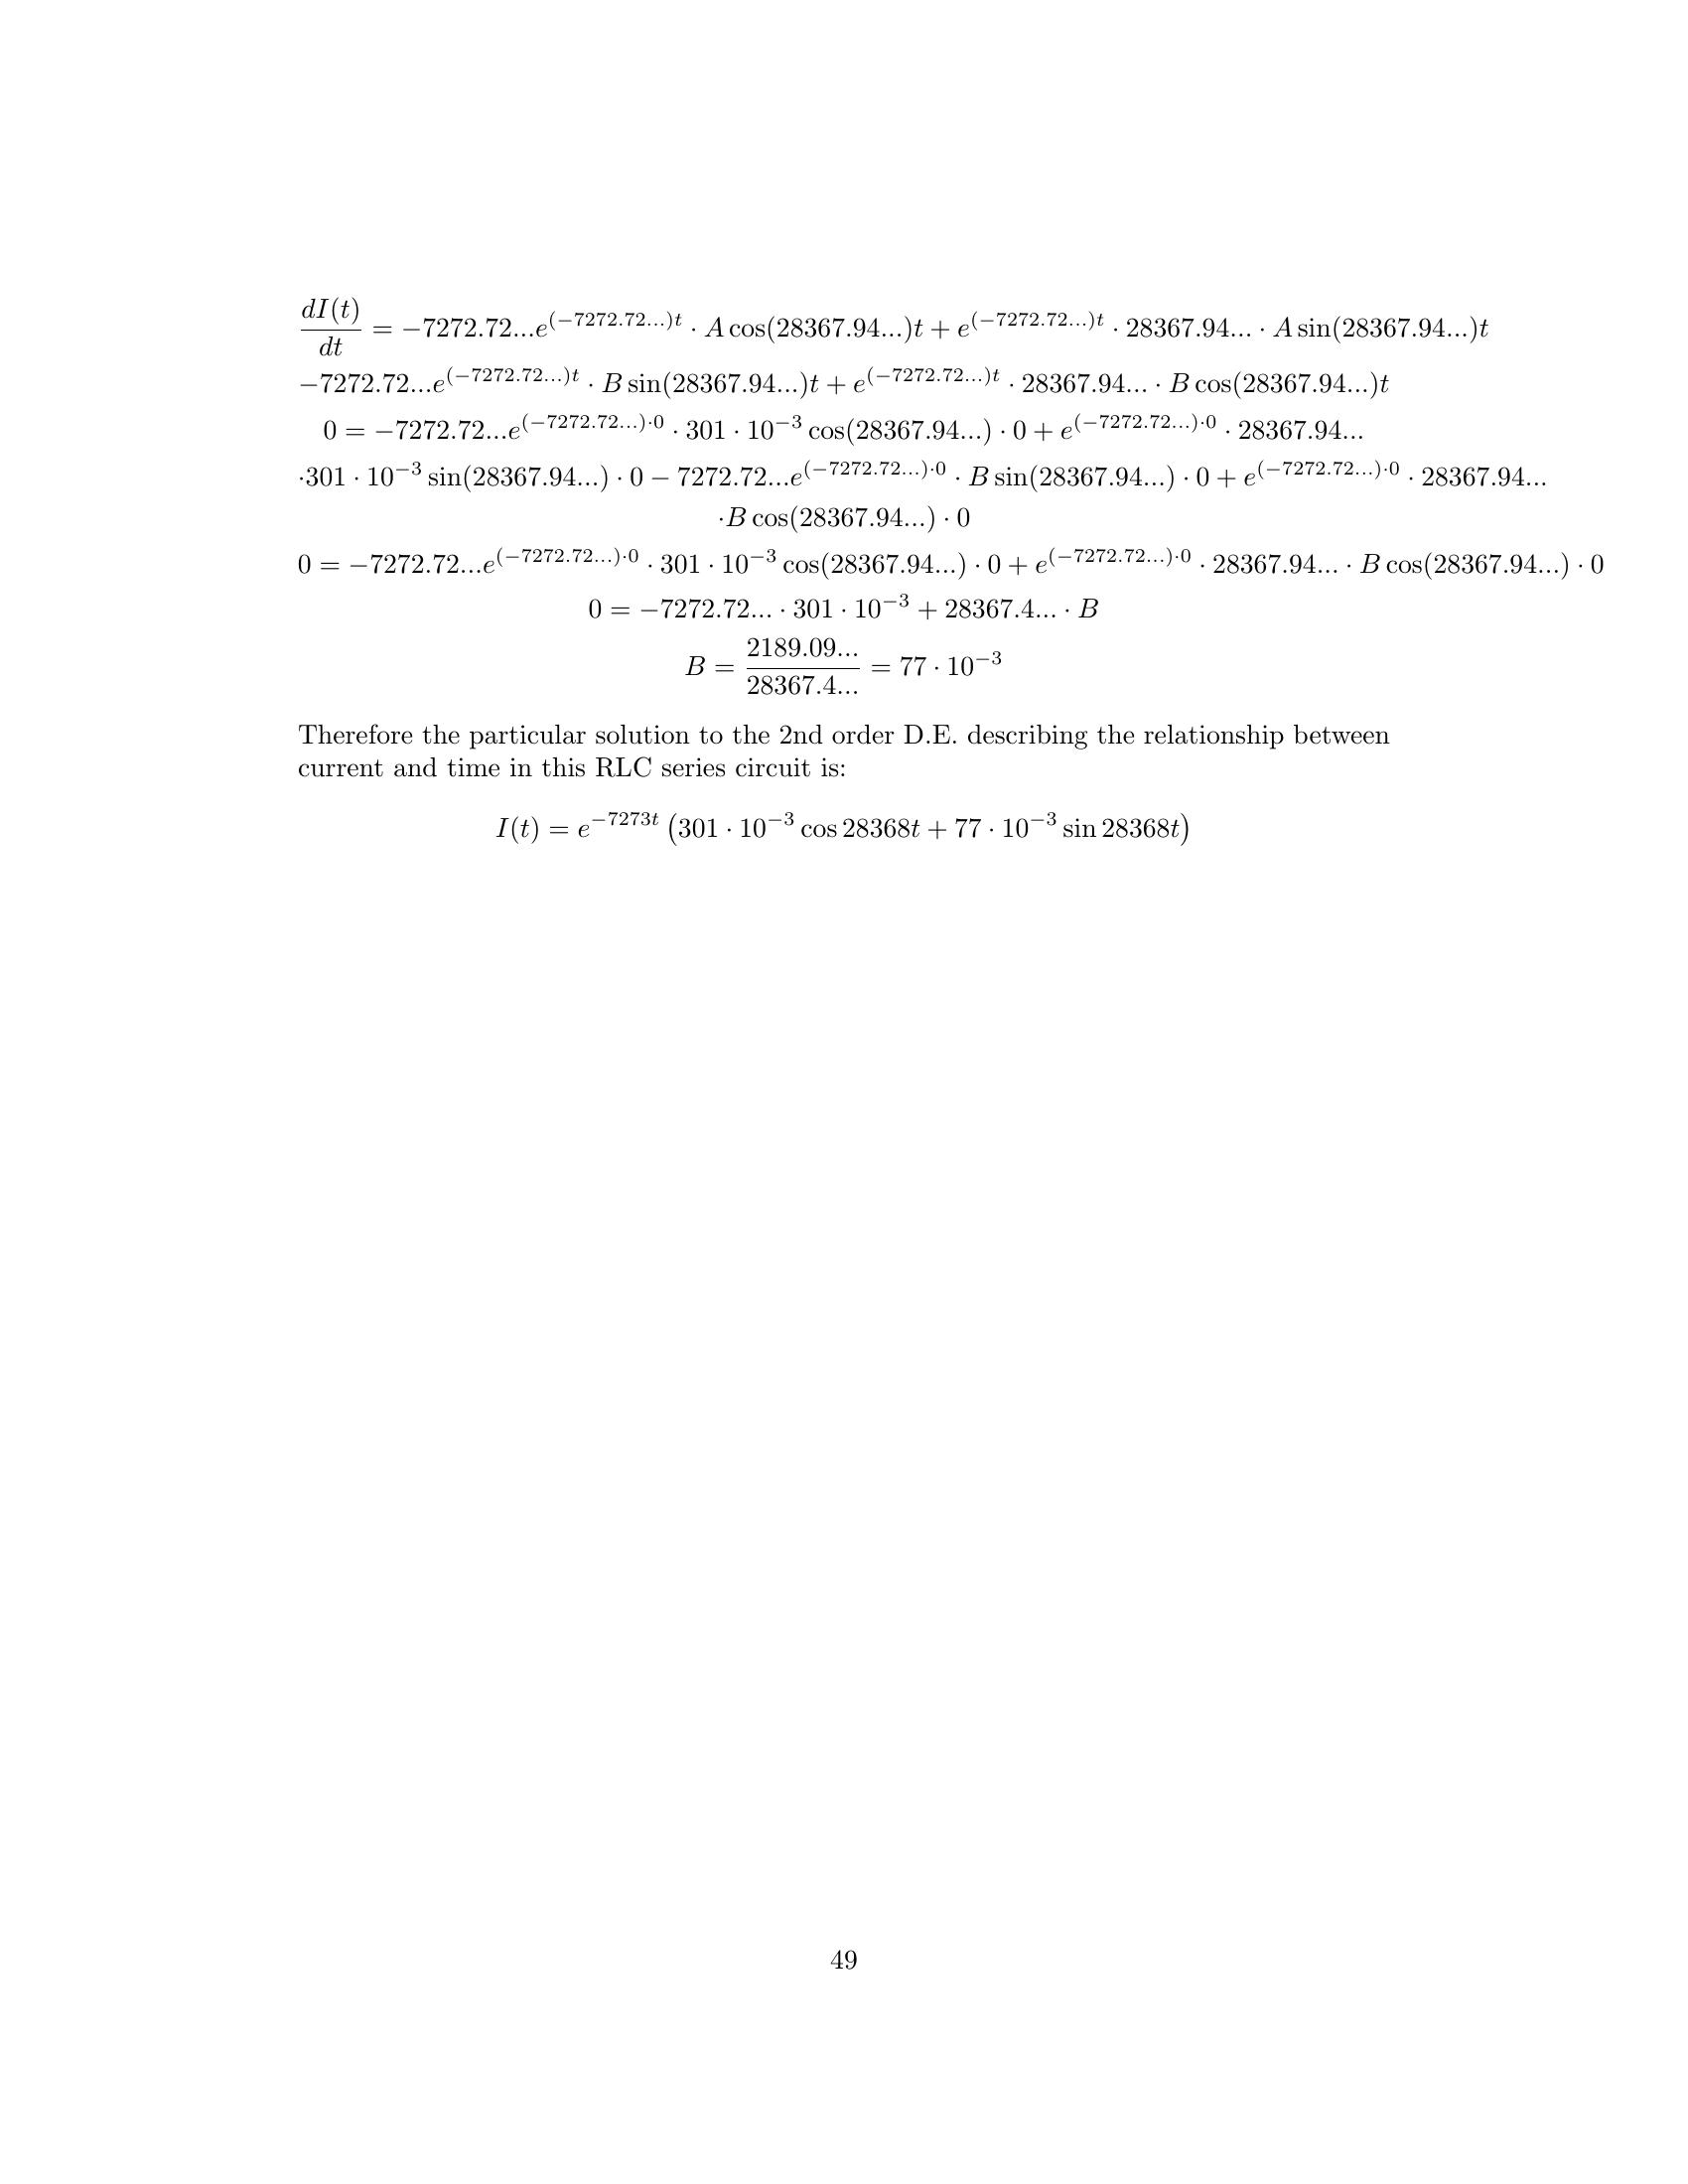 $\frac{dI(t)}{dt} = -7272.72...e^{(-7272.72...)t} \cdot A\cos(28367.94...)t + e^{(-7272.72...)t} \cdot 28367.94... \cdot A\sin(28367.94...)t$
$-7272.72...e^{(-7272.72...)t} \cdot B\sin(28367.94...)t + e^{(-7272.72...)t} \cdot 28367.94... \cdot B\cos(28367.94...)t$
$0 = -7272.72...e^{(-7272.72...)\cdot 0} \cdot 301 \cdot 10^{-3}\cos(28367.94...) \cdot 0 + e^{(-7272.72...)\cdot 0} \cdot 28367.94...$
$\cdot 301 \cdot 10^{-3}\sin(28367.94...) \cdot 0 - 7272.72...e^{(-7272.72...)\cdot 0} \cdot B\sin(28367.94...) \cdot 0 + e^{(-7272.72...)\cdot 0} \cdot 28367.94...$
$\cdot B\cos(28367.94...) \cdot 0$
$0 = -7272.72...e^{(-7272.72...)\cdot 0} \cdot 301 \cdot 10^{-3}\cos(28367.94...) \cdot 0 + e^{(-7272.72...)\cdot 0} \cdot 28367.94... \cdot B\cos(28367.94...) \cdot 0$
$0 = -7272.72... \cdot 301 \cdot 10^{-3} + 28367.4... \cdot B$
$B = \frac{2189.09...}{28367.4...} = 77 \cdot 10^{-3}$
Therefore the particular solution to the 2nd order D.E. describing the relationship between
current and time in this RLC series circuit is:
$I(t) = e^{-7273t}\left(301 \cdot 10^{-3}\cos 28368t + 77 \cdot 10^{-3}\sin 28368t\right)$
49